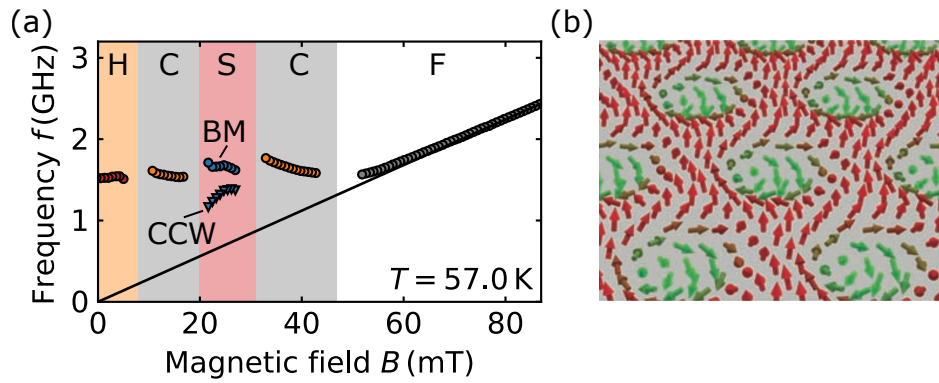 (a)
(b)
3
2
1
0
Frequency f (GHz)
H
C
S
C
F
BM
CCW
T = 57.0 K
0
20
40
60
80
Magnetic field B (mT)